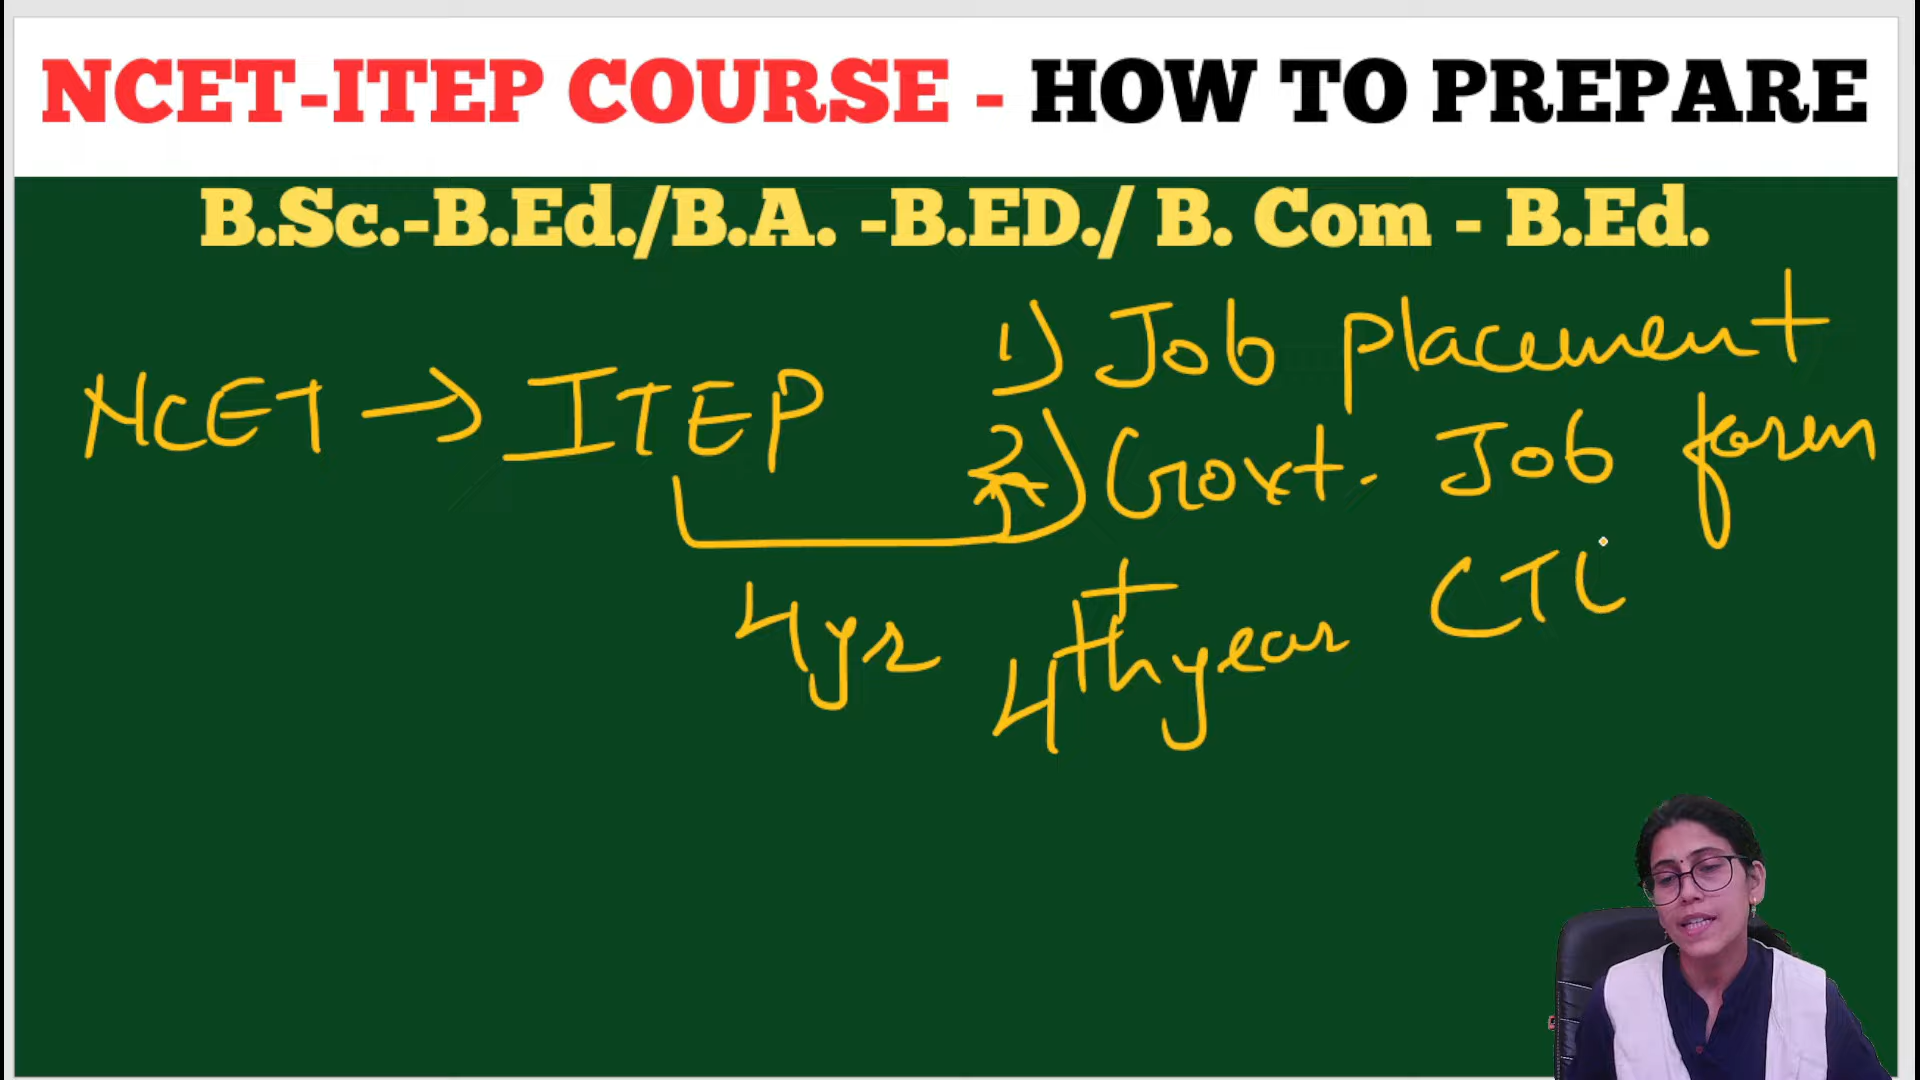 NCET-ITEP COURSE - HOW TO PREPARE
B.Sc.-B.Ed./B.A. -B.ED./ B. Com - B.Ed.
NCET → ITEP
1) Job placement
2) Govt. Job form
4yr
+
4th year
CTL